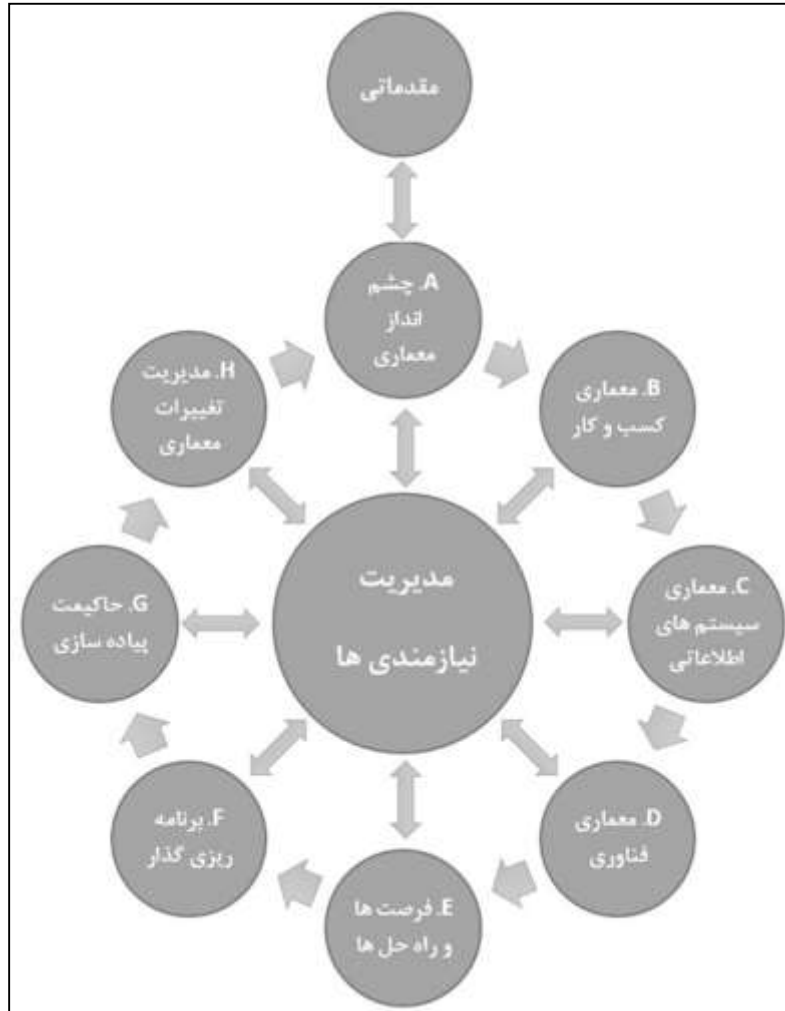 مقدماتی
A. چشم
انداز
معماری
B. معماری
کسب و کار
C. معماری
سیستم های
اطلاعاتی
D. معماری
فناوری
E. فرصت ها
و راه حل ها
F. برنامه
ریزی گذار
G. حاکیمت
پیاده سازی
H. مدیریت
تغییرات
معماری
مدیریت
نیازمندی ها